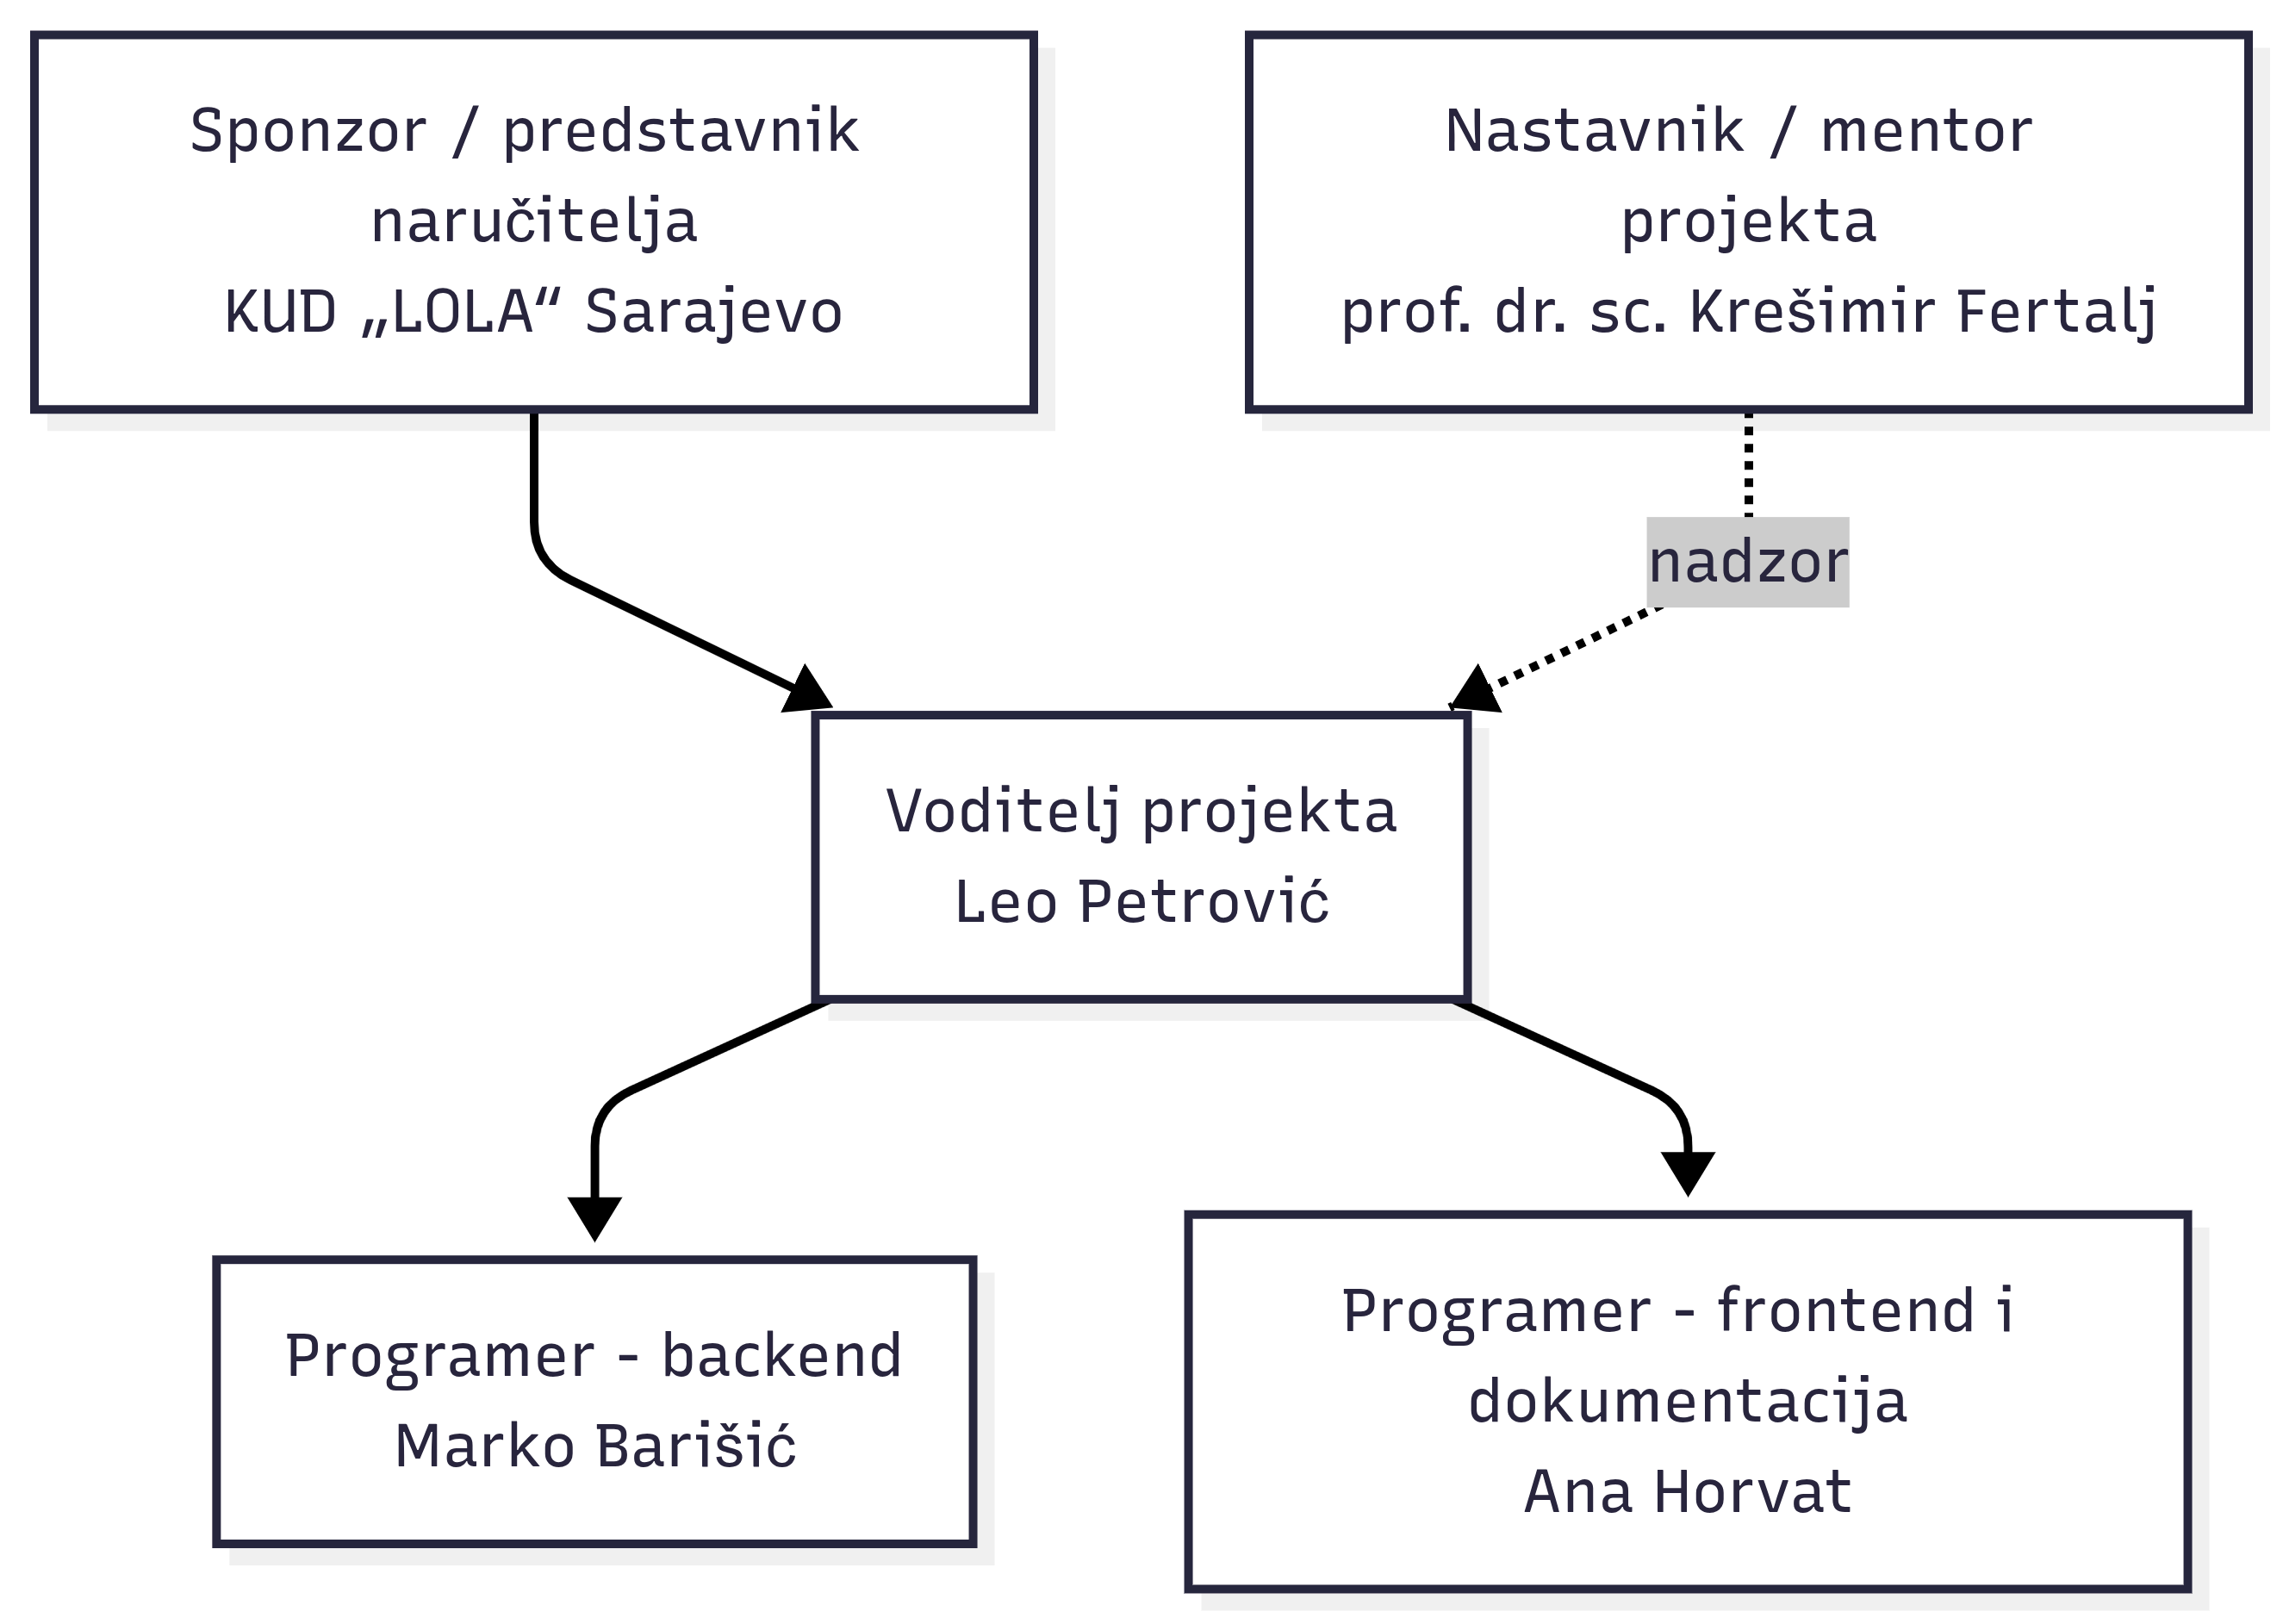 Sponzor / predstavnik
naručitelja
KUD „LOLA“ Sarajevo
Nastavnik / mentor
projekta
prof. dr. sc. Krešimir Fertalj
nadzor
Voditelj projekta
Leo Petrović
Programer - backend
Marko Barišić
Programer - frontend i
dokumentacija
Ana Horvat